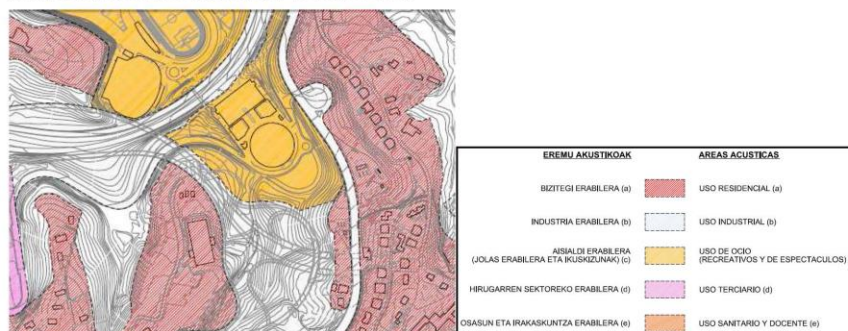 EREMU AKUSTIKOAK AREAS ACUSTICAS
BIZITEGI ERABILERA (a) USO RESIDENCIAL (a)
INDUSTRIA ERABILERA (b) USO INDUSTRIAL (b)
AISIALDI ERABILERA USO DE OCIO
(JOLAS ERABILERA ETA IKUSKIZUNAK) (c) (RECREATIVOS Y DE ESPECTACULOS)
HIRUGARREN SEKTOREKO ERABILERA (d) USO TERCIARIO (d)
OSASUN ETA IRAKASKUNTZA ERABILERA (e) USO SANITARIO Y DOCENTE (e)